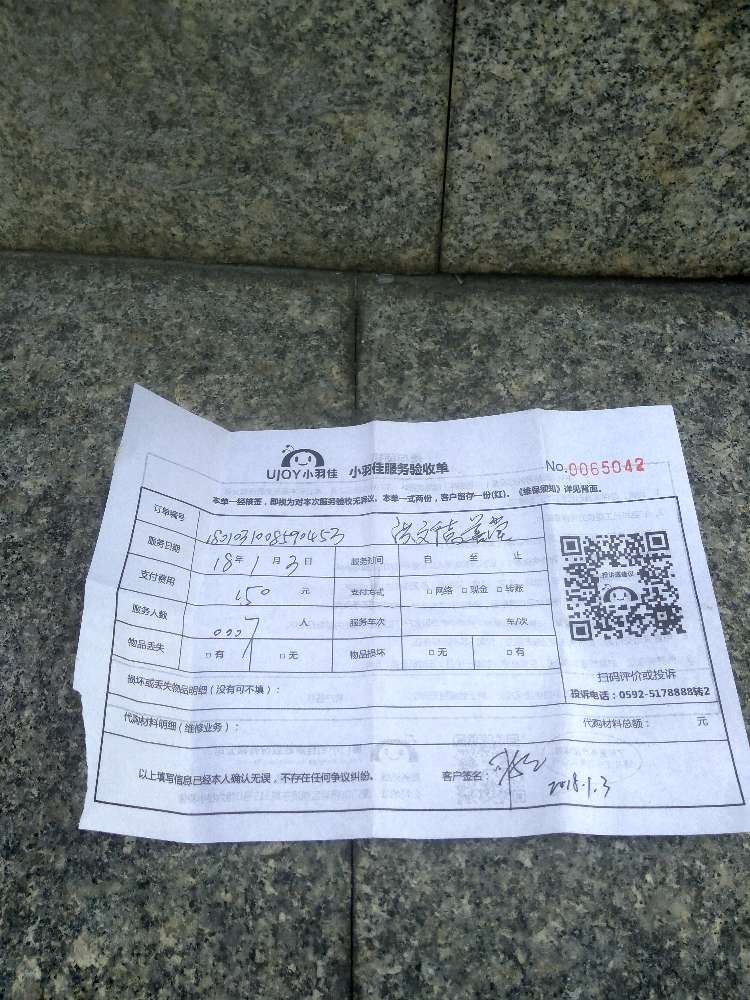 UJOY小羽佳 小羽佳服务验收单 No.0065042
本单一经核签，即视为对本次服务验收无异议。本单一式两份，客户留存一份(红)。《维保须知》详见背面。
订单编号 1801031008590453
服务日期 18年1月3日 服务时间 自 至 止
支付费用 150 元 支付方式 □网络 □现金 □转账
服务人数 0007 人 服务车次 车/次
物品丢失 □有 □无 物品损坏 □无 □有
投诉或建议
扫码评价或投诉
投诉电话：0592-5178888转2
损坏或丢失物品明细（没有可不填）：
代购材料明细（维修业务）： 代购材料总额： 元
以上填写信息已经本人确认无误，不存在任何争议纠纷。 客户签名：
2018.1.3